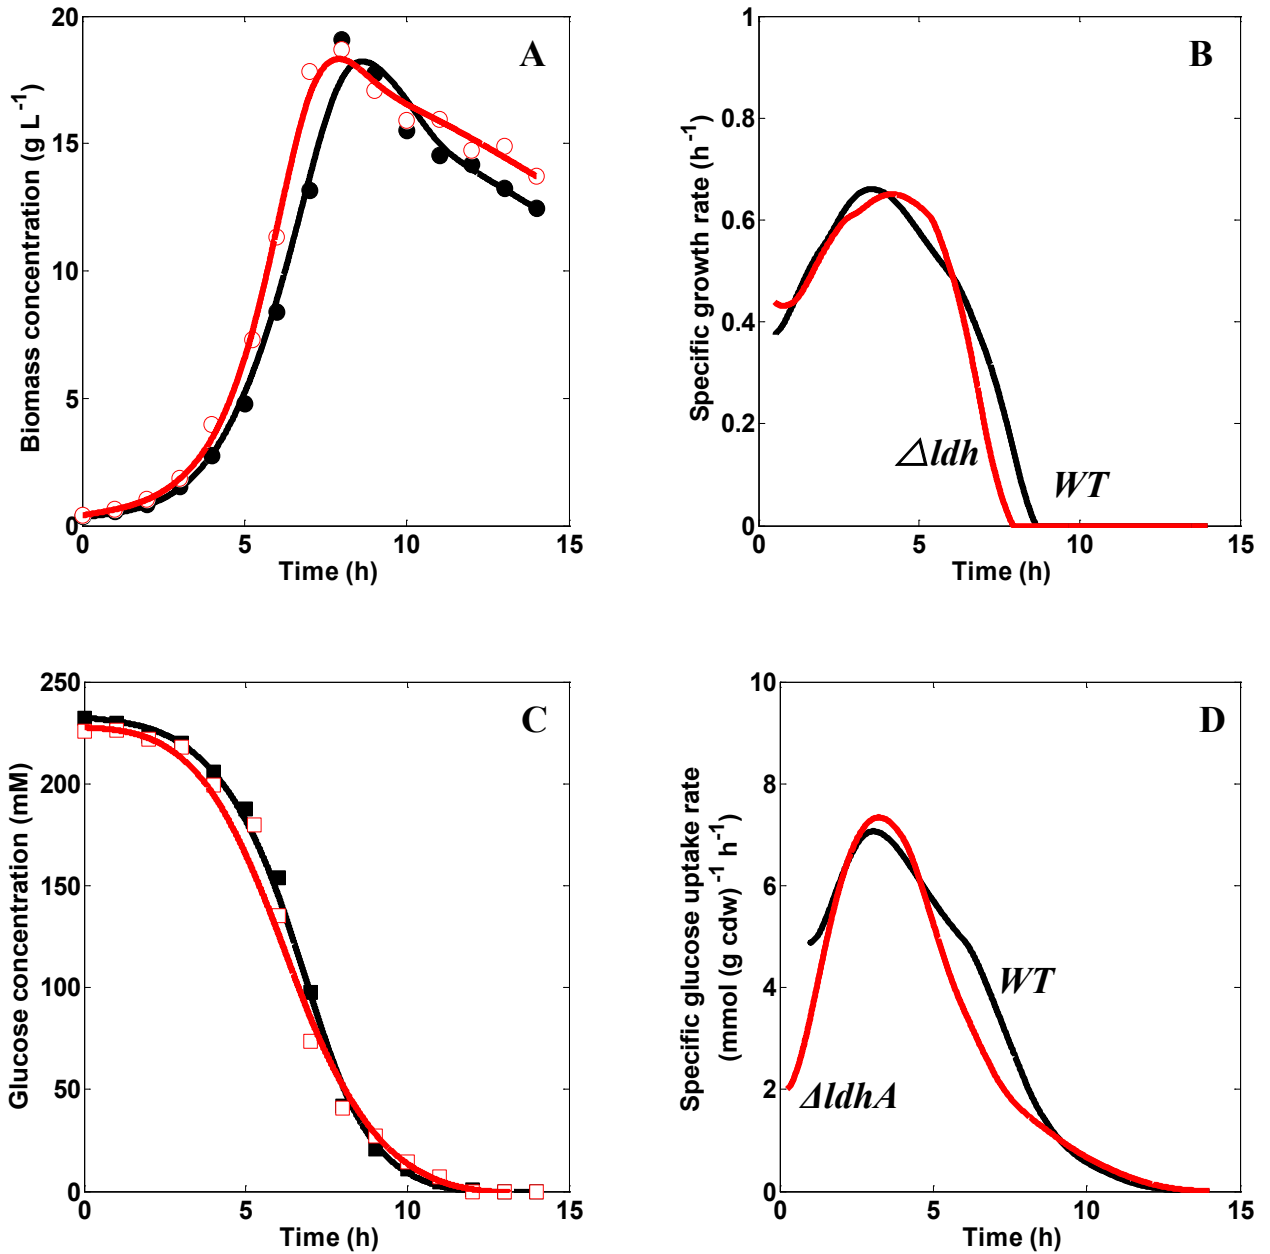 A
Biomass concentration (g L⁻¹)
20
15
10
5
0
0 5 10 15
Time (h)
B
Specific growth rate (h⁻¹)
1
0.8
0.6
0.4
0.2
0
△ldh
WT
0 5 10 15
Time (h)
C
Glucose concentration (mM)
250
200
150
100
50
0
0 5 10 15
Time (h)
D
Specific glucose uptake rate
(mmol (g cdw)⁻¹ h⁻¹)
10
8
6
4
2
0
WT
ΔldhA
0 5 10 15
Time (h)